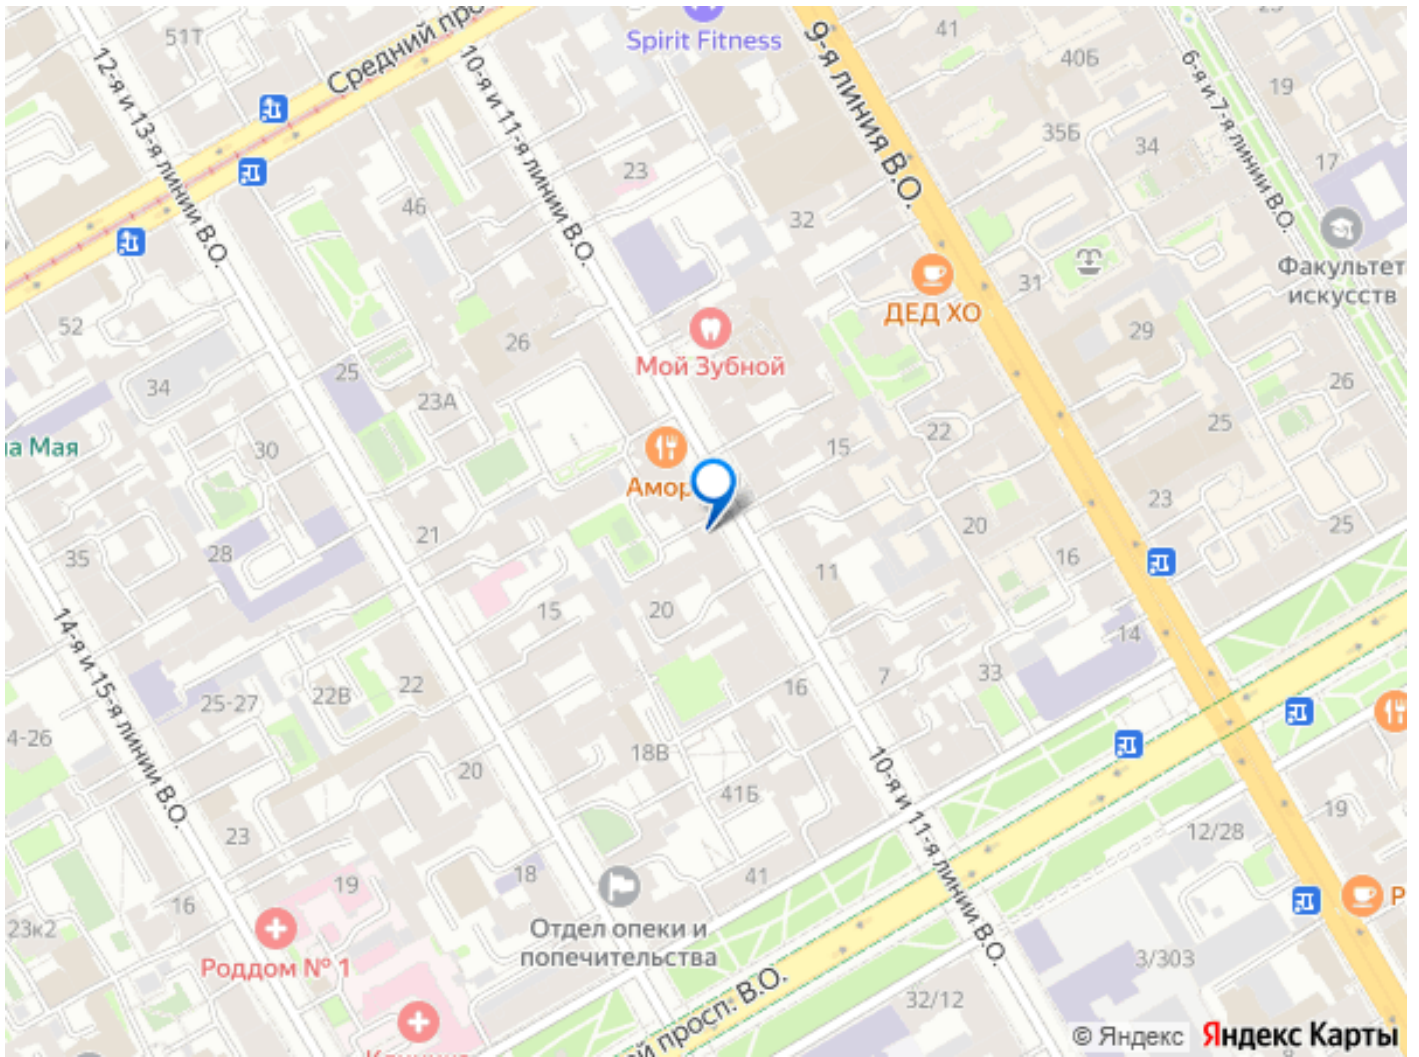 51Т
Средний про
Spirit Fitness
41
40Б
19
12-я и 13-я линии В.О.
10-я и 11-я линии В.О.
9-я линия В.О.
6-я и 7-я линии В.О.
35Б
34
17
23
46
32
Факультет
искусств
31
ДЕД ХО
52
29
26
Мой Зубной
25
34
23А
26
22
25
15
а Мая
30
Амор
23
20
25
21
28
35
16
11
15
20
14
14-я и 15-я линии В.О.
33
7
16
22
22В
25-27
4-26
18В
20
41Б
10-я и 11-я линии В.О.
19
12/28
23
41
18
19
16
Р
23к2
Отдел опеки и
попечительства
Роддом № 1
3/303
32/12
й просп. В.О.
© Яндекс
Яндекс Карты